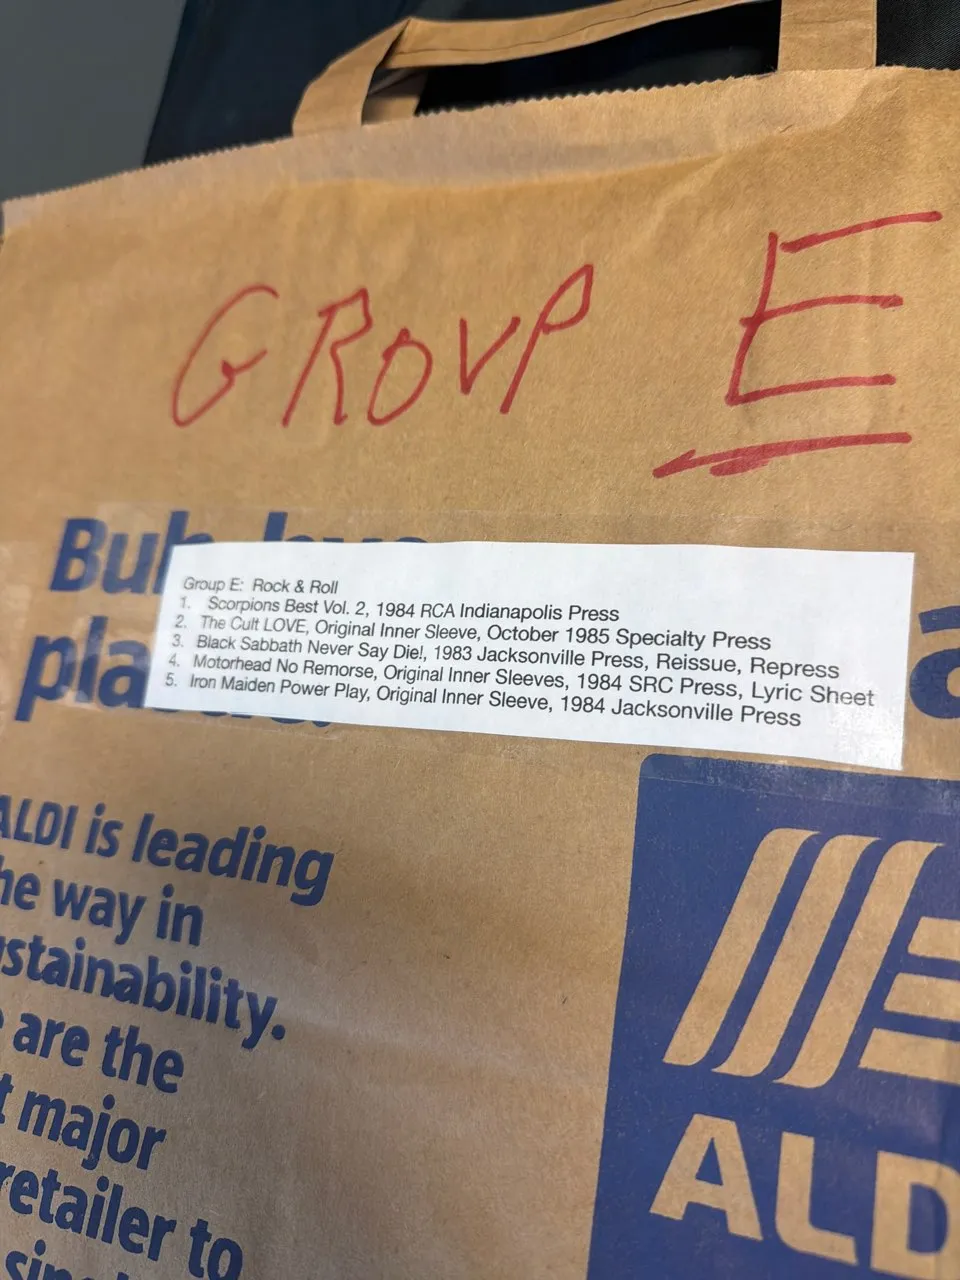 GROUP E
Group E: Rock & Roll
1. Scorpions Best Vol. 2, 1984 RCA Indianapolis Press
2. The Cult LOVE, Original Inner Sleeve, October 1985 Specialty Press
3. Black Sabbath Never Say Die!, 1983 Jacksonville Press, Reissue, Repress
4. Motorhead No Remorse, Original Inner Sleeves, 1984 SRC Press, Lyric Sheet
5. Iron Maiden Power Play, Original Inner Sleeve, 1984 Jacksonville Press
ALDI is leading
the way in
sustainability.
are the
major
retailer to
ALD